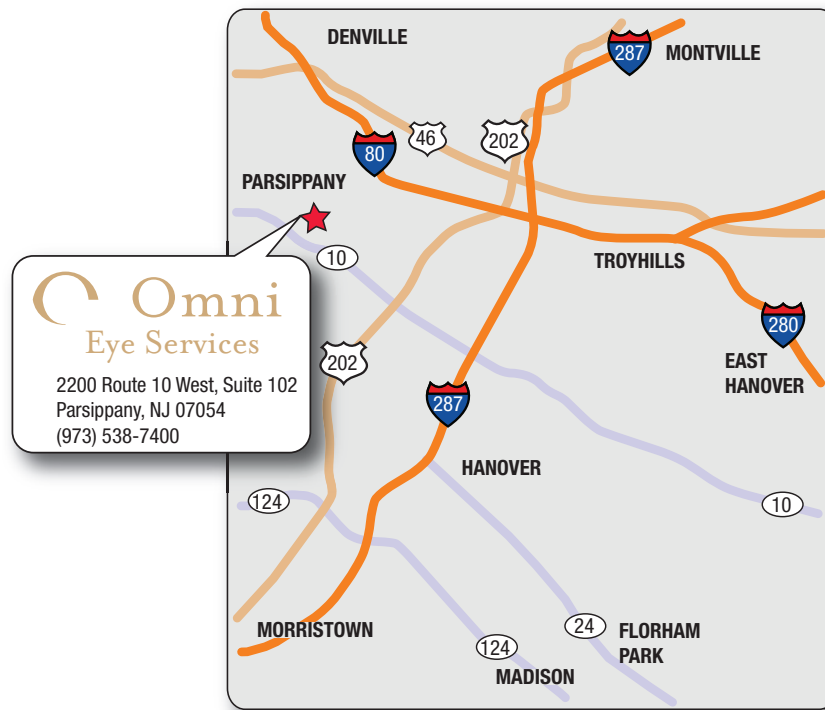 DENVILLE
287
MONTVILLE
46
202
80
PARSIPPANY
10
TROYHILLS
Omni
Eye Services
2200 Route 10 West, Suite 102
Parsippany, NJ 07054
(973) 538-7400
280
202
EAST
HANOVER
287
HANOVER
124
10
MORRISTOWN
24
FLORHAM
PARK
124
MADISON